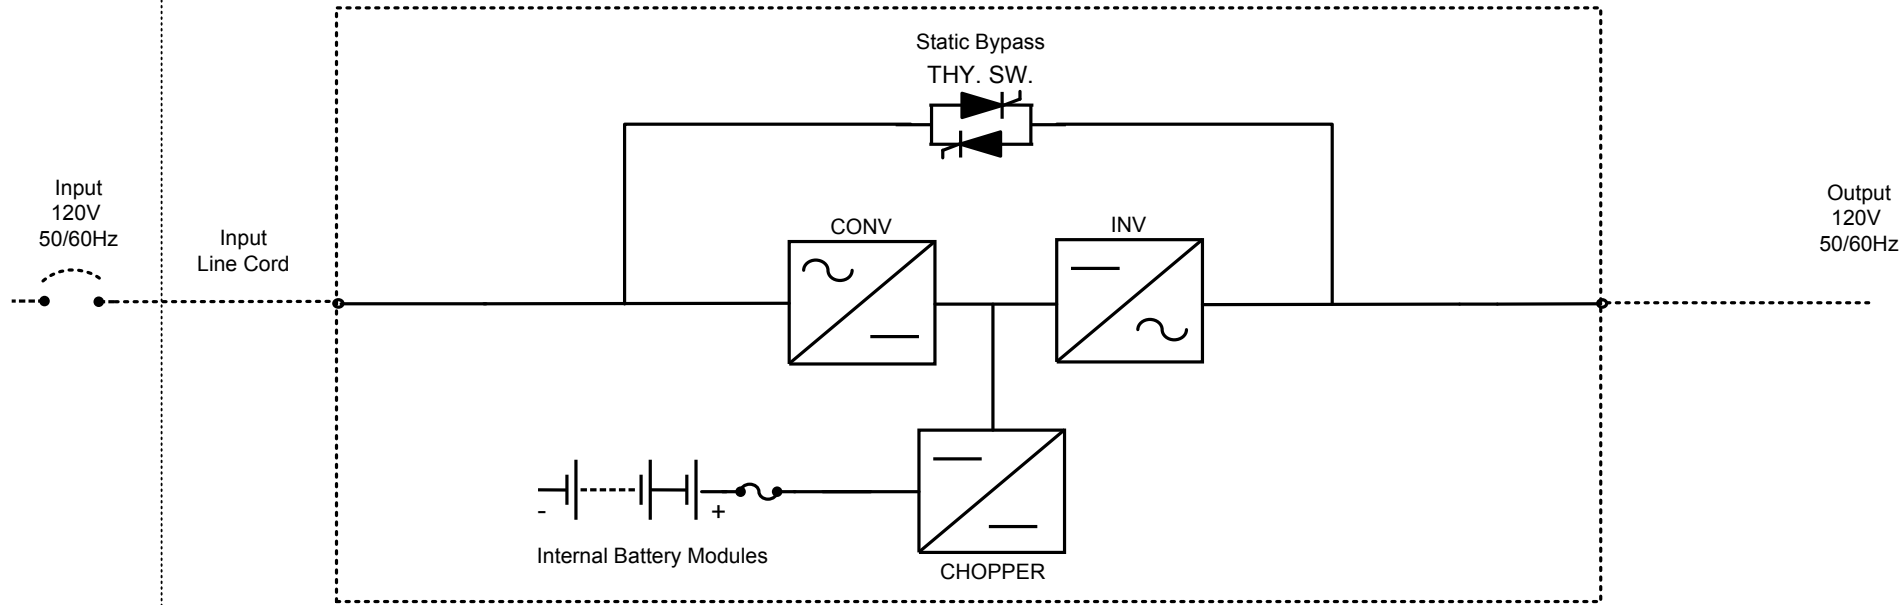 Static Bypass
THY. SW.
Input
120V
50/60Hz
Input
Line Cord
CONV
INV
Output
120V
50/60Hz
- +
Internal Battery Modules
CHOPPER